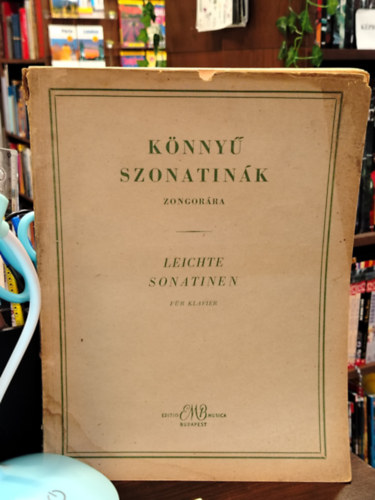 KÖNNYŰ
SZONATINÁK
ZONGORÁRA
LEICHTE
SONATINEN
FÜR KLAVIER
EDITIO EMB MUSICA
BUDAPEST